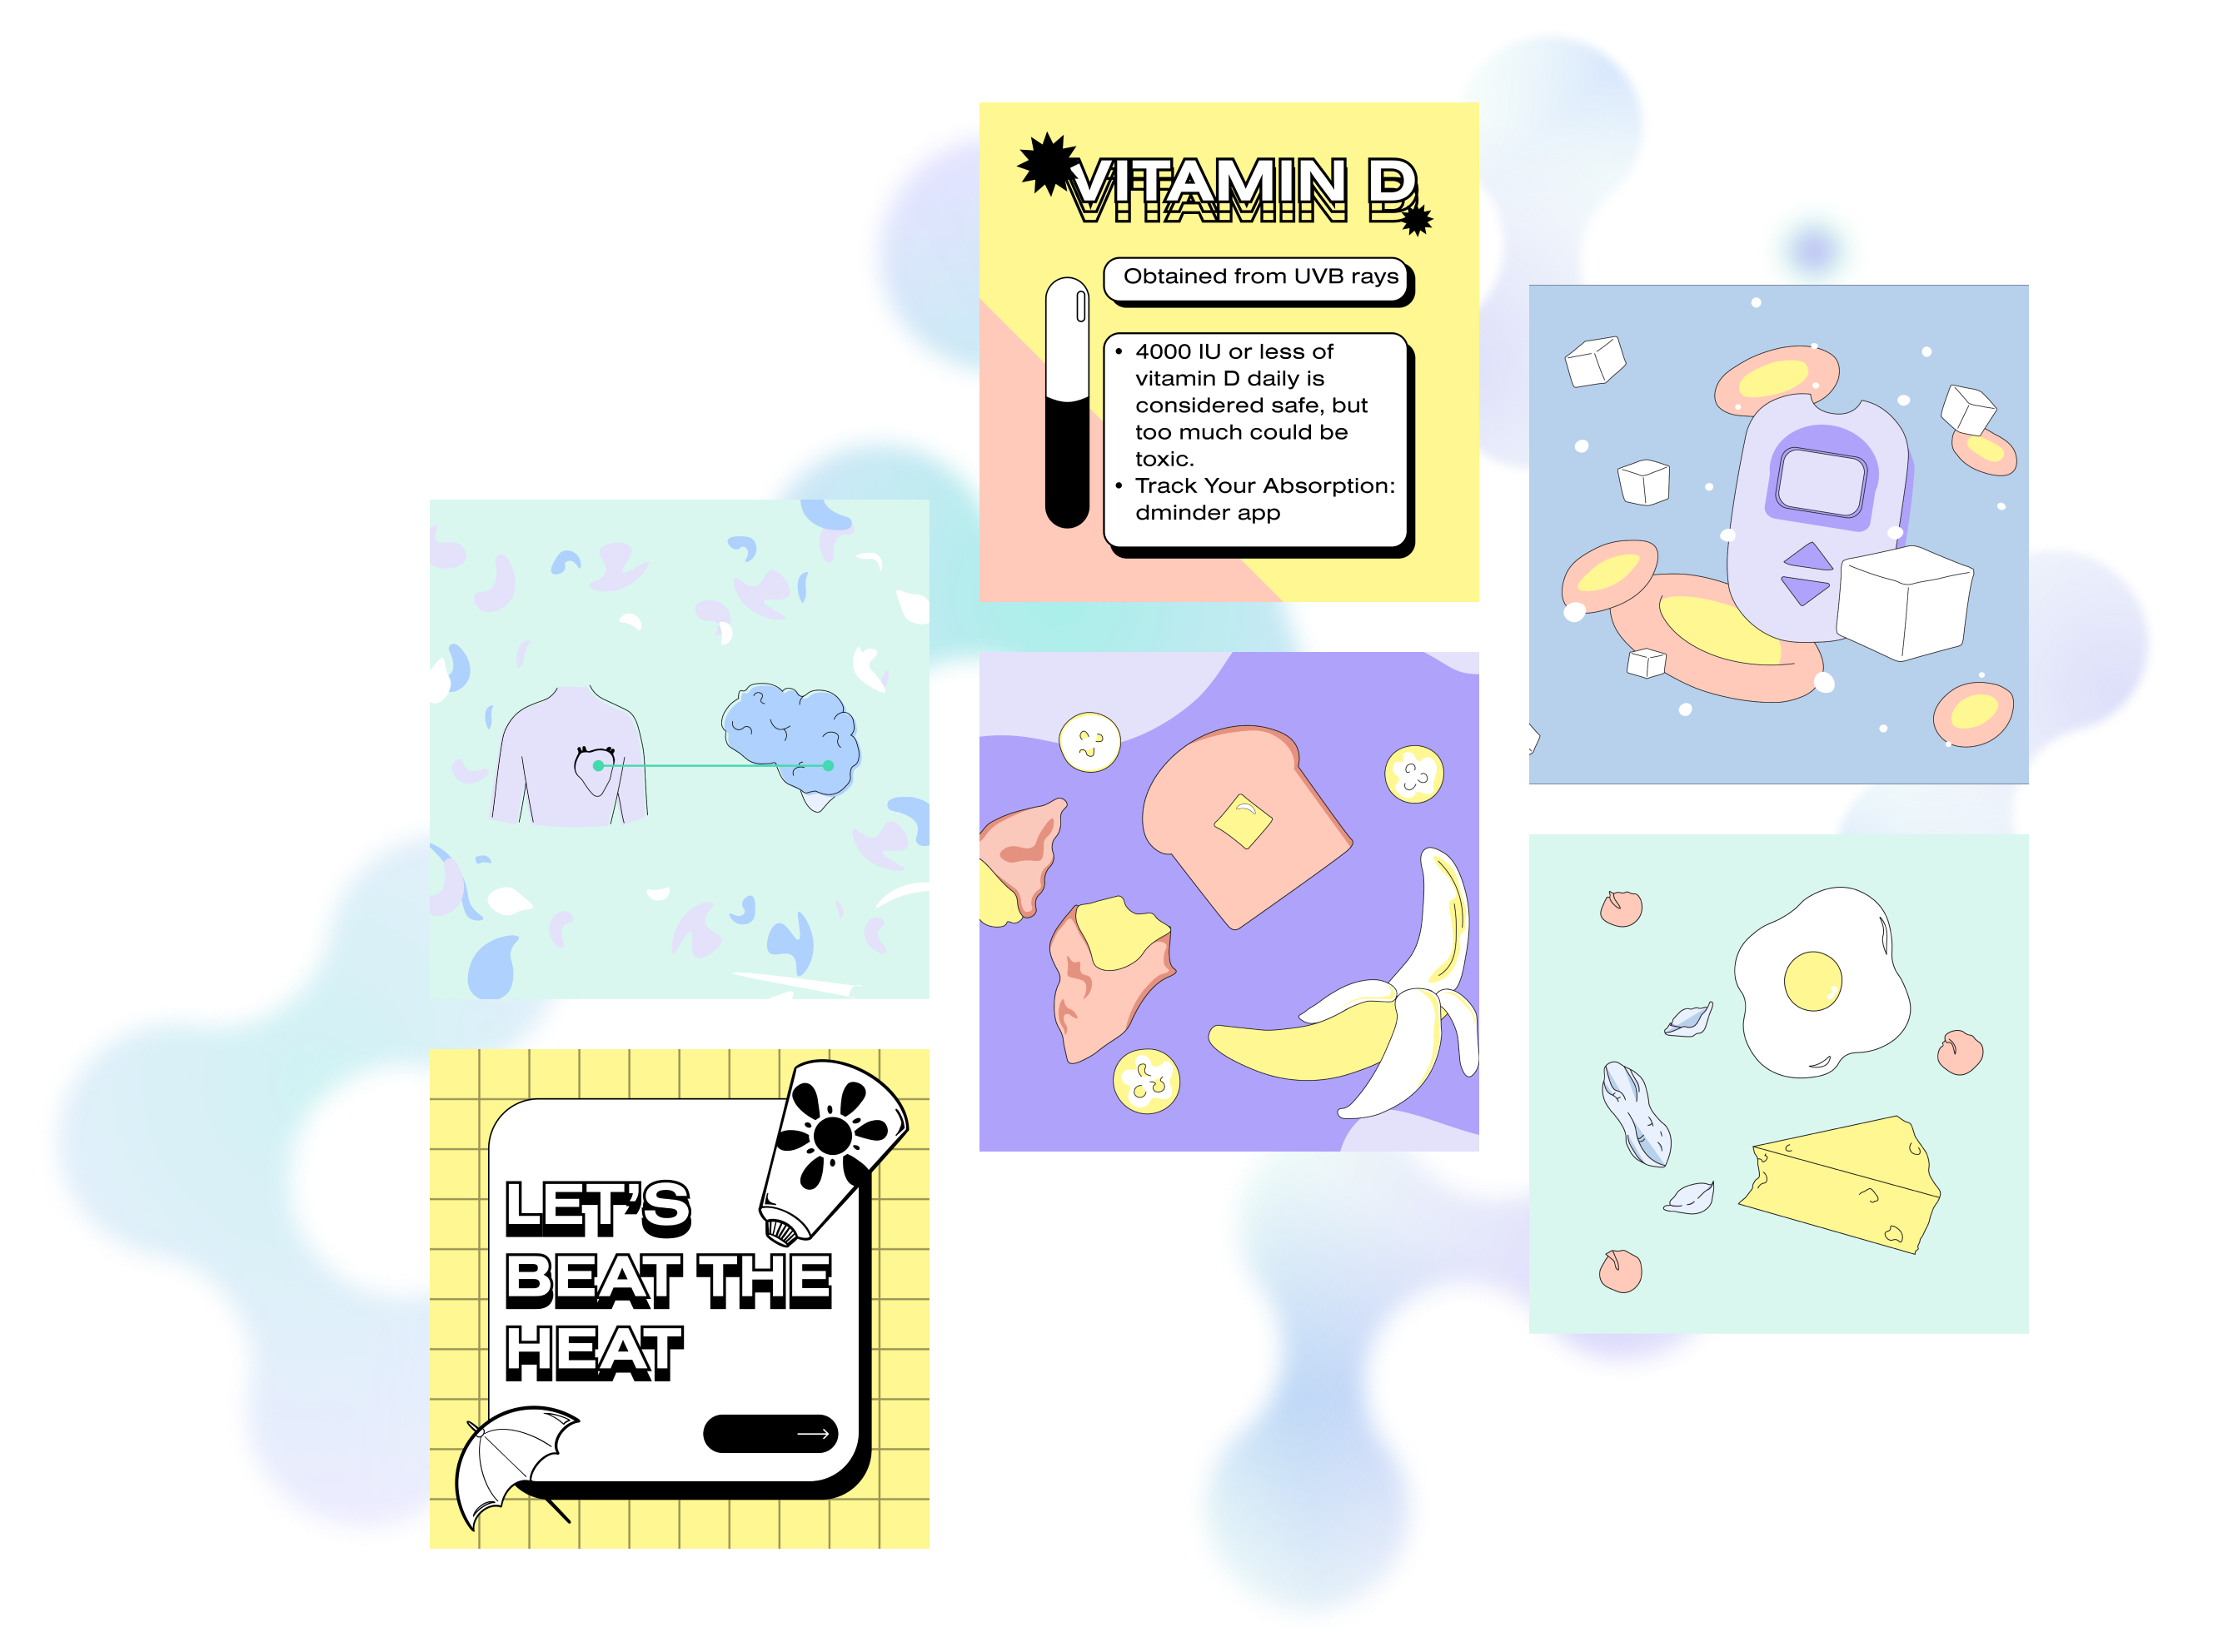 VITAMIN D
Obtained from UVB rays
• 4000 IU or less of
vitamin D daily is
considered safe, but
too much could be
toxic.
• Track Your Absorption:
dminder app
LET'S
BEAT THE
HEAT